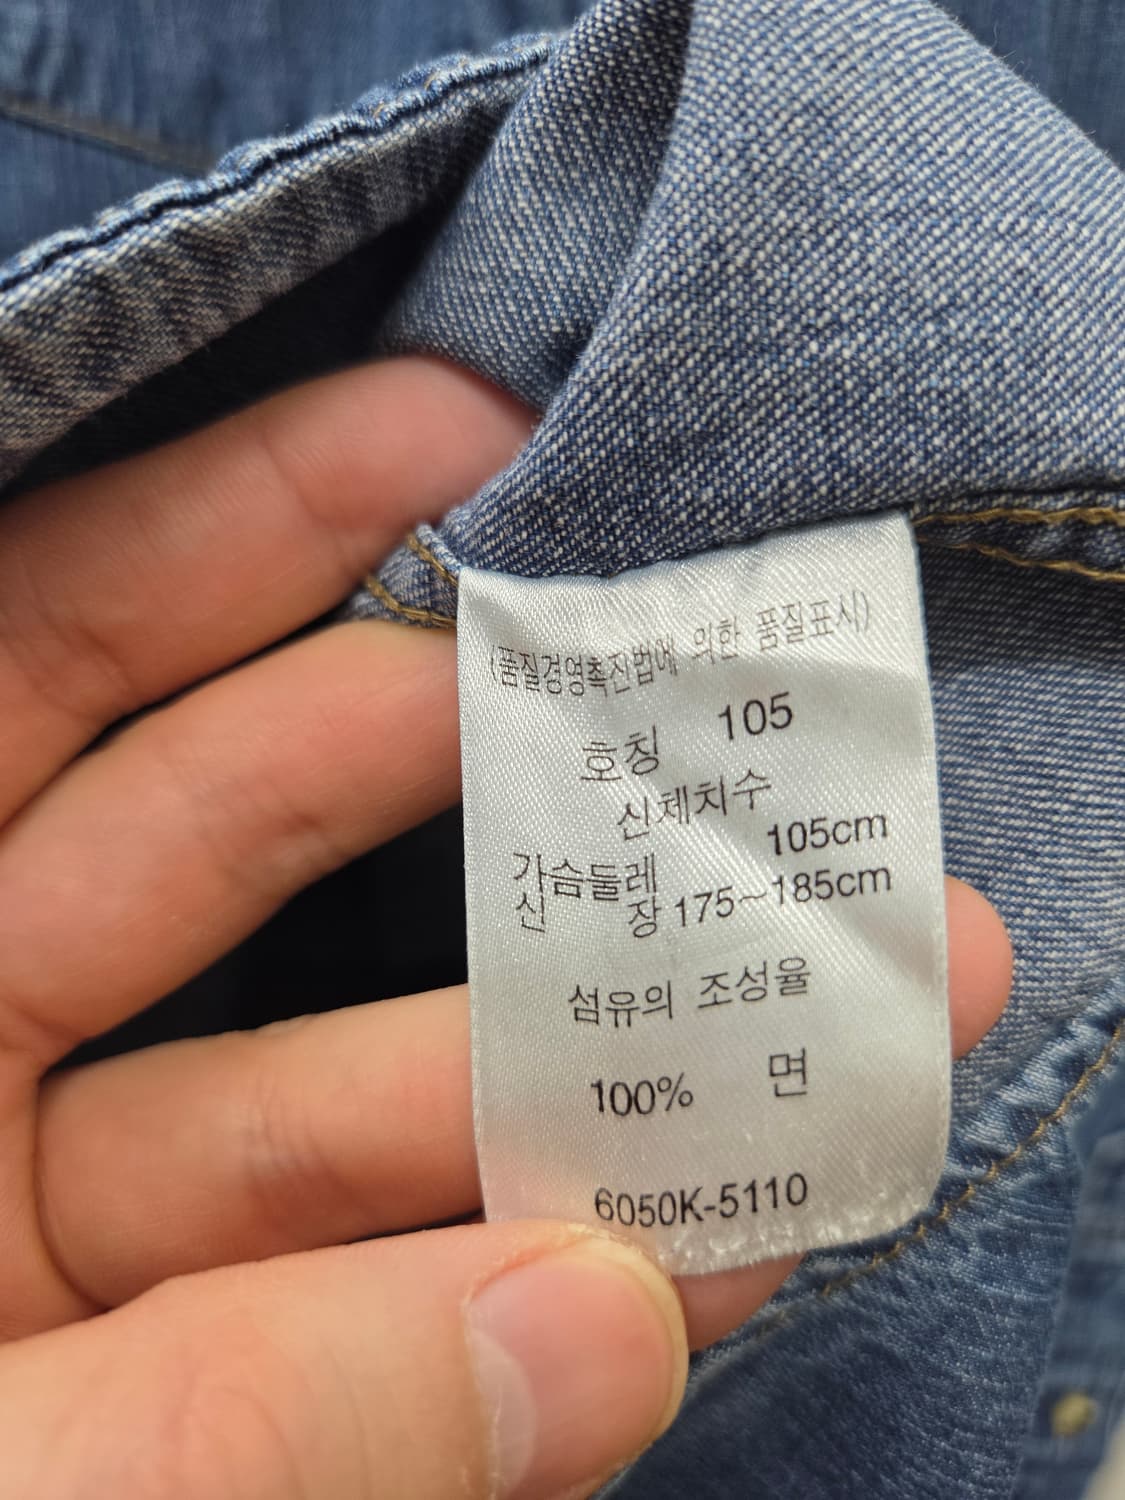 (품질경영촉진법에 의한 품질표시)
호칭 105
신체치수
가슴둘레 105cm
신 장 175~185cm
섬유의 조성율
100% 면
6050K-5110